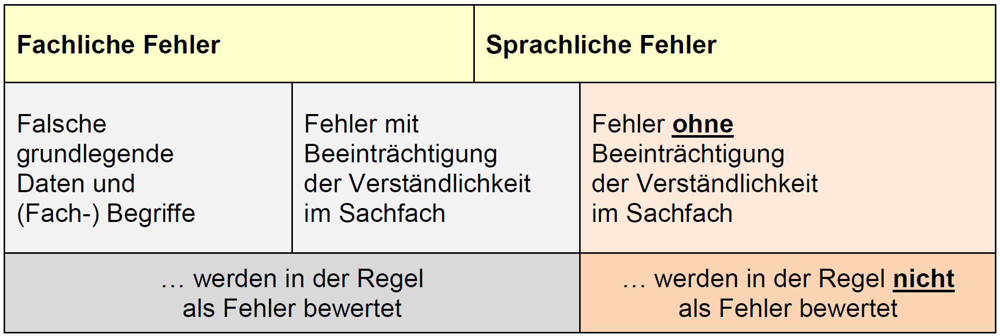 Fachliche Fehler
Sprachliche Fehler
Falsche
grundlegende
Daten und
(Fach-) Begriffe
Fehler mit
Beeinträchtigung
der Verständlichkeit
im Sachfach
Fehler ohne
Beeinträchtigung
der Verständlichkeit
im Sachfach
… werden in der Regel
als Fehler bewertet
… werden in der Regel nicht
als Fehler bewertet